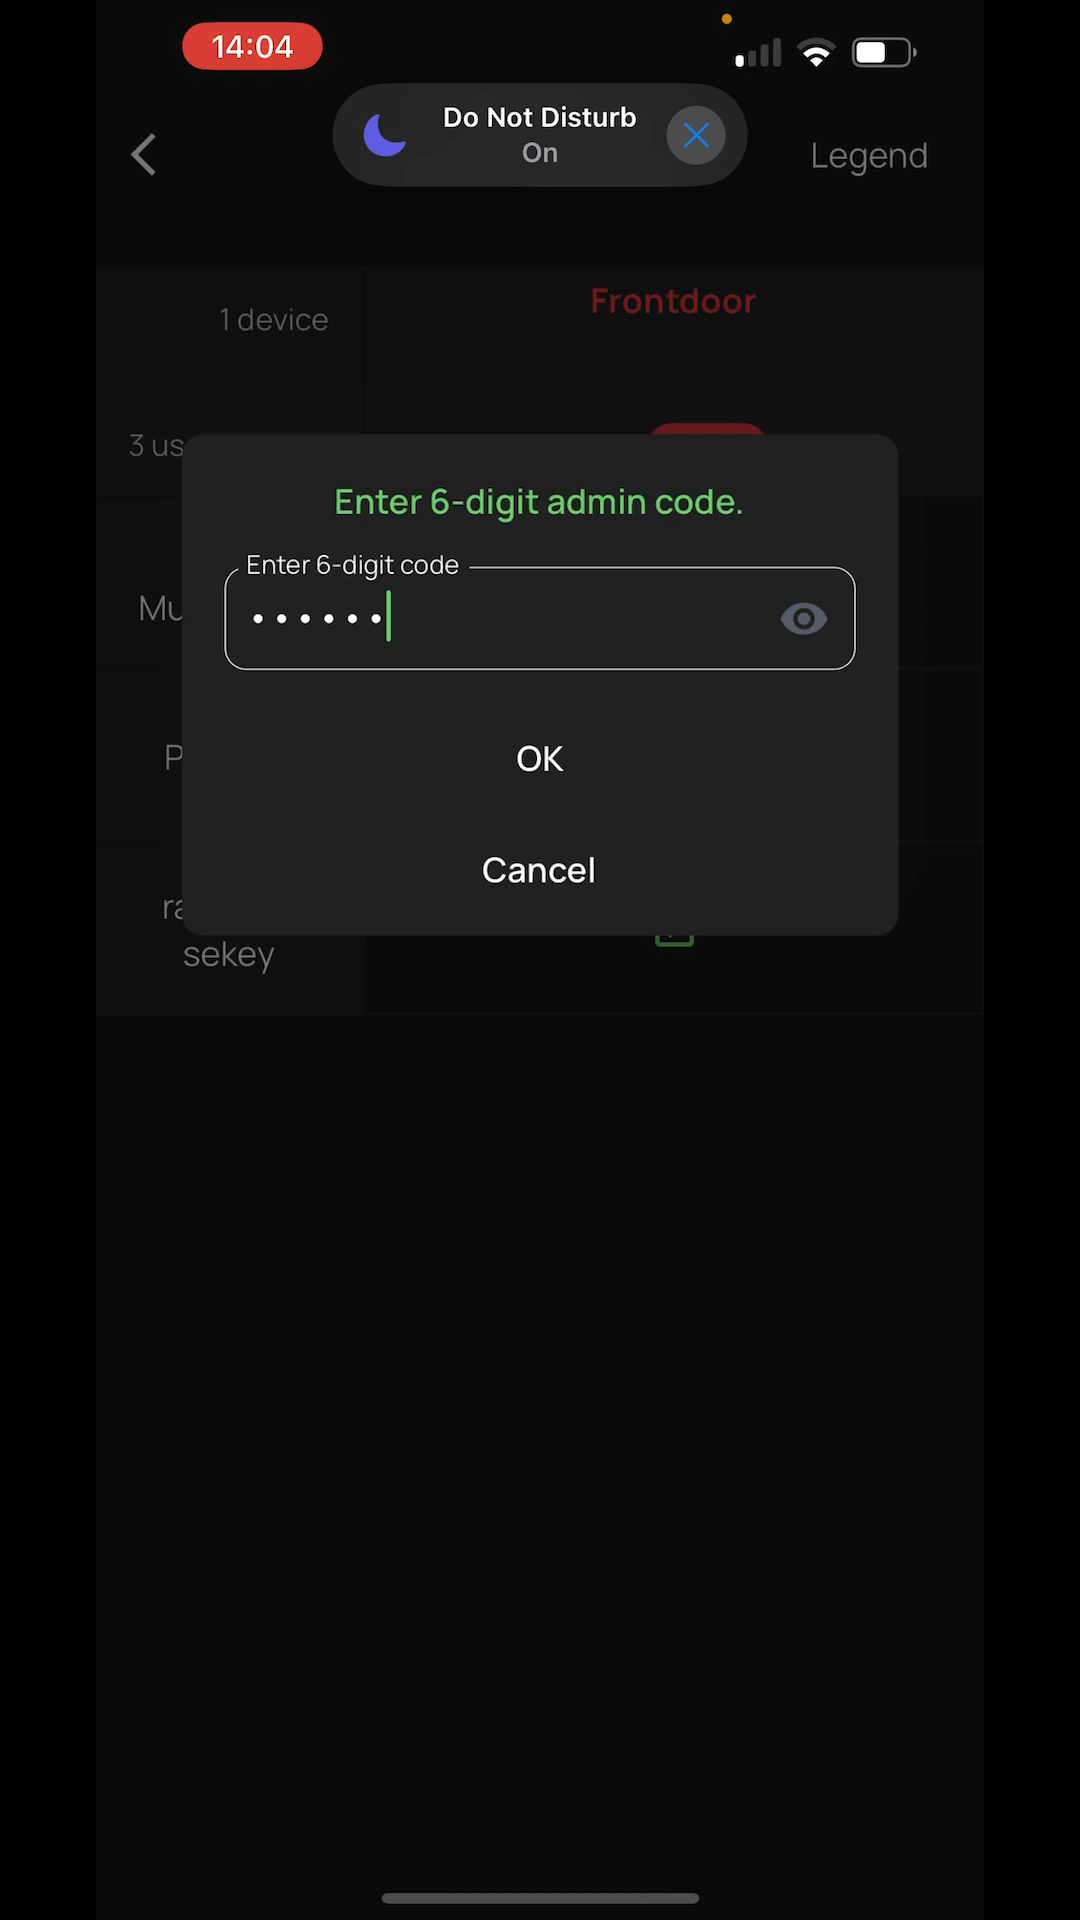 14:04
Do Not Disturb
On
Legend
1 device
Frontdoor
3 us
Enter 6-digit admin code.
Enter 6-digit code
Mu
P
OK
Cancel
ra
sekey